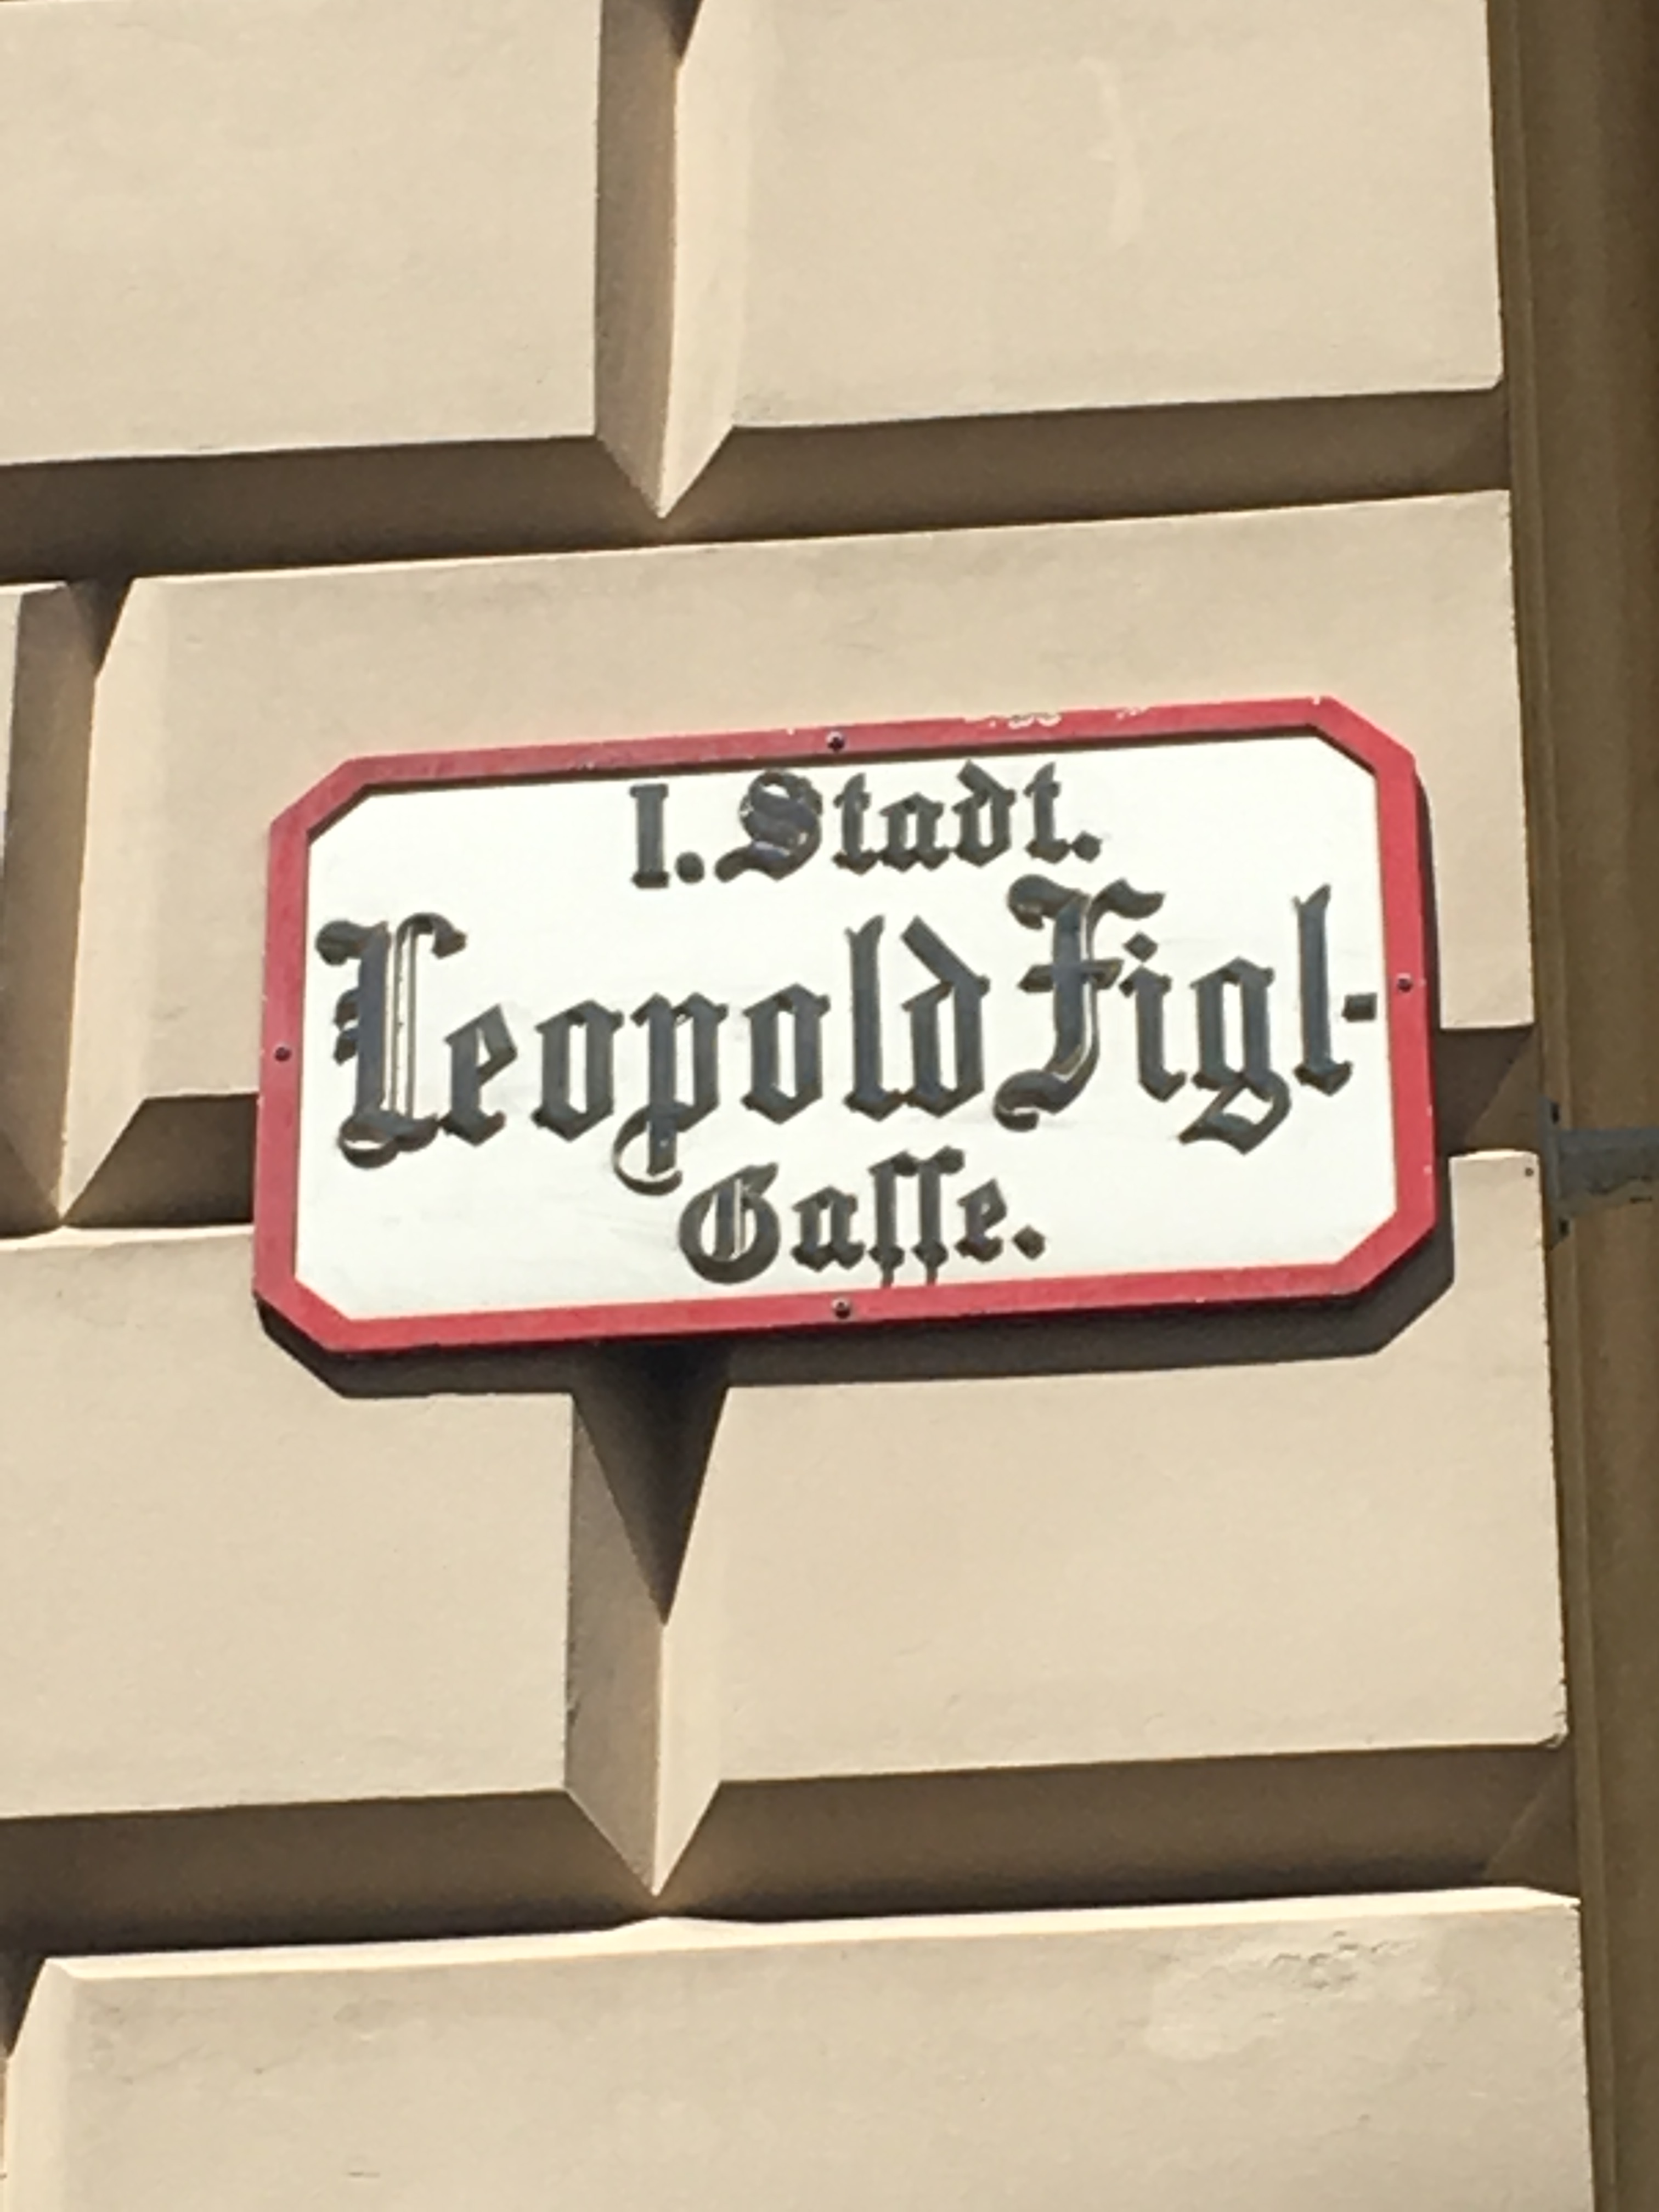 I. Stadt.
Leopold Figl-
Gasse.